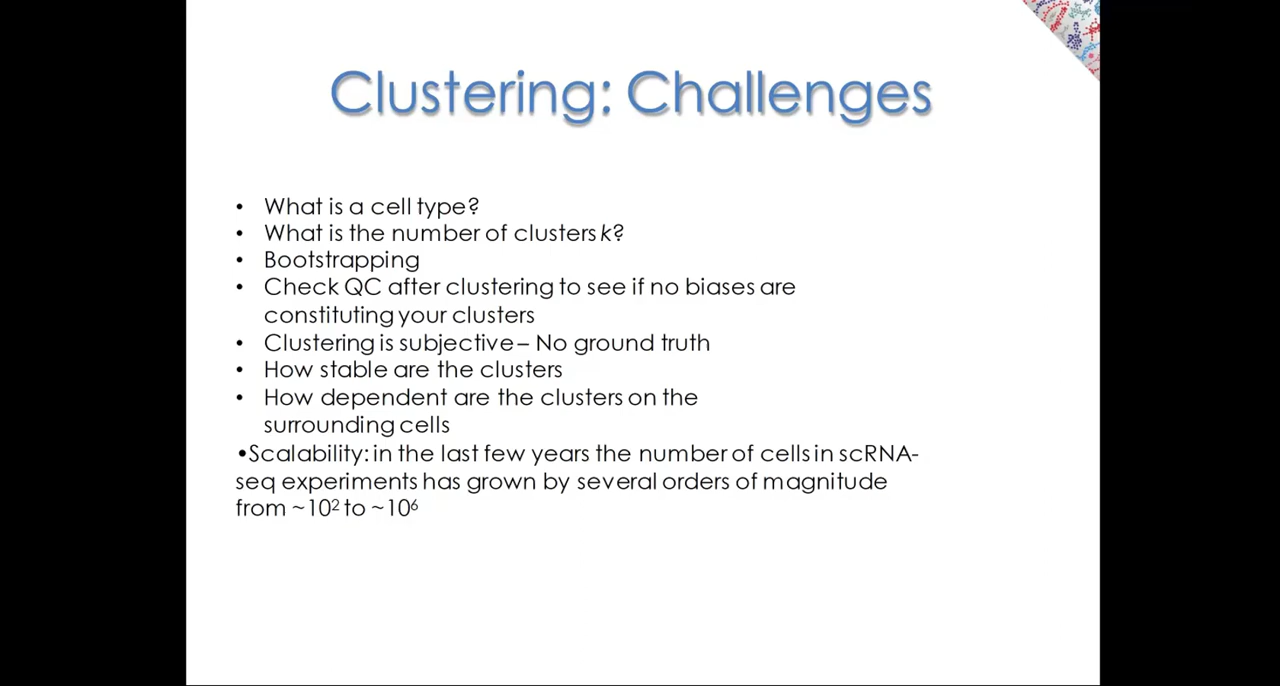 Clustering: Challenges
• What is a cell type?
• What is the number of clusters k?
• Bootstrapping
• Check QC after clustering to see if no biases are
constituting your clusters
• Clustering is subjective – No ground truth
• How stable are the clusters
• How dependent are the clusters on the
surrounding cells
•Scalability: in the last few years the number of cells in scRNA-
seq experiments has grown by several orders of magnitude
from ~10² to ~10⁶